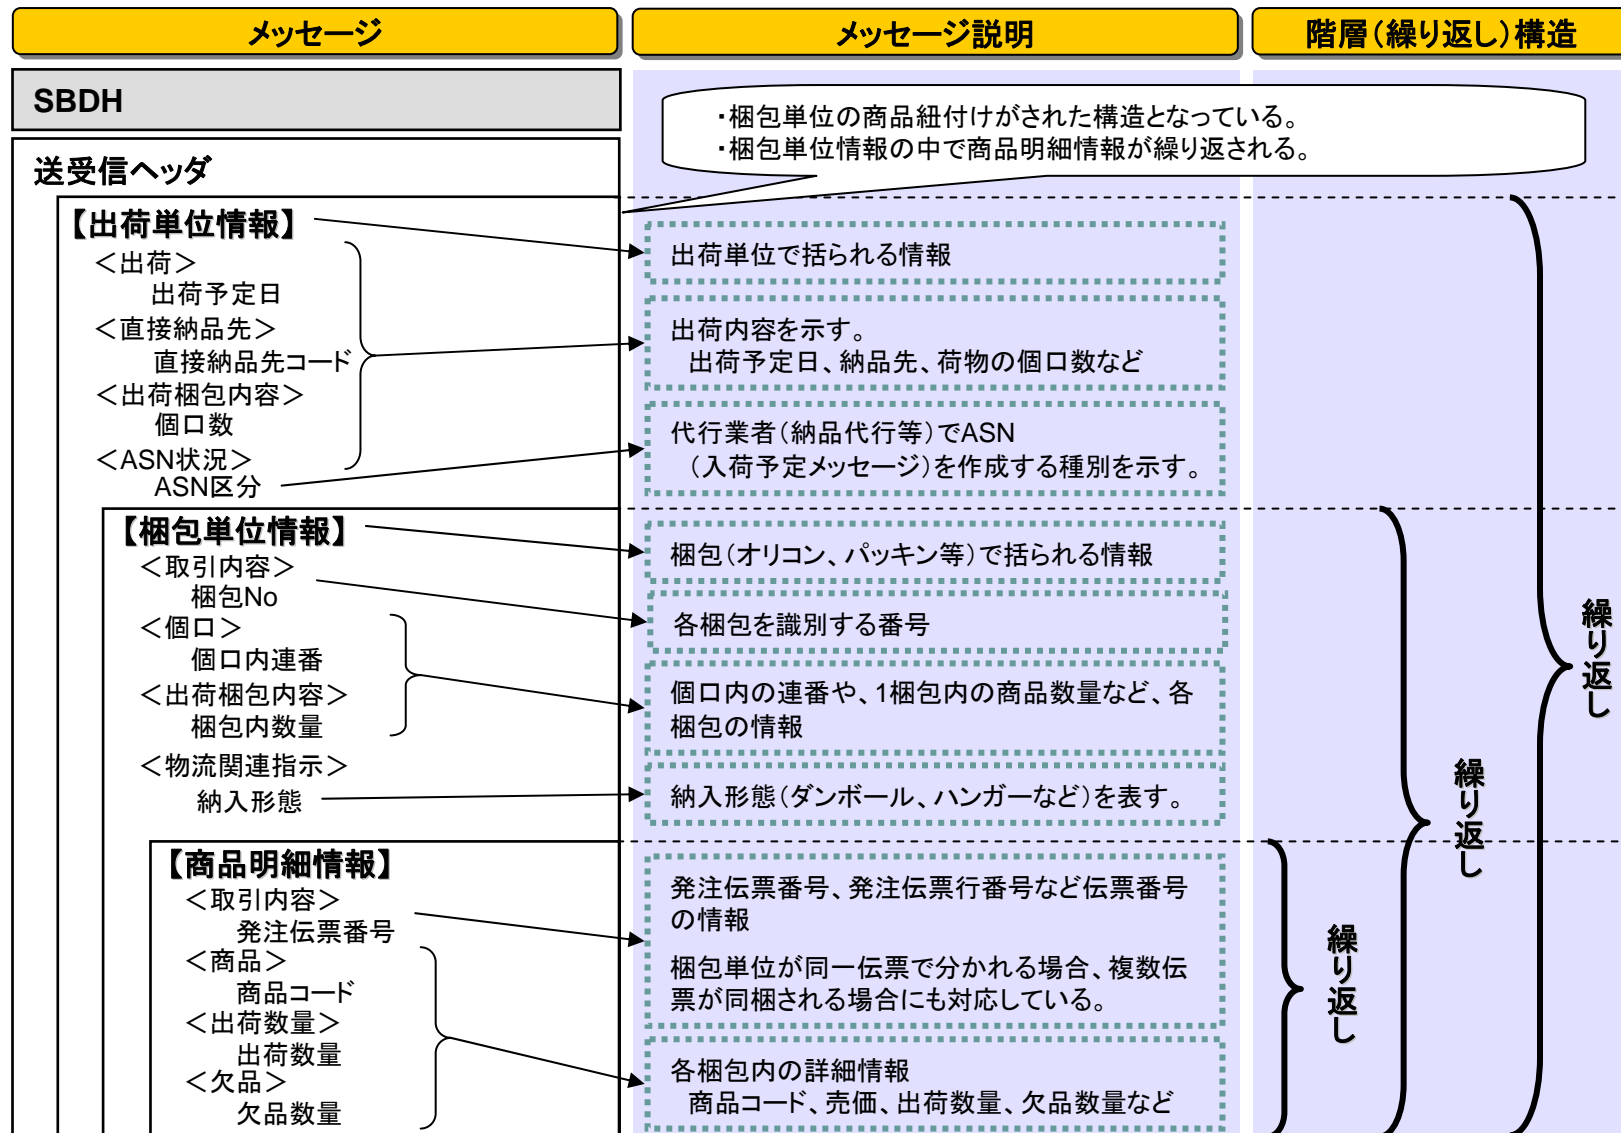 メッセージ
メッセージ説明
階層（繰り返し）構造
SBDH
・梱包単位の商品紐付けがされた構造となっている。
・梱包単位情報の中で商品明細情報が繰り返される。
送受信ヘッダ
【出荷単位情報】
＜出荷＞
出荷予定日
＜直接納品先＞
直接納品先コード
＜出荷梱包内容＞
個口数
＜ASN状況＞
ASN区分
出荷単位で括られる情報
出荷内容を示す。
出荷予定日、納品先、荷物の個口数など
代行業者（納品代行等）でASN
（入荷予定メッセージ）を作成する種別を示す。
【梱包単位情報】
＜取引内容＞
梱包No
＜個口＞
個口内連番
＜出荷梱包内容＞
梱包内数量
＜物流関連指示＞
納入形態
梱包（オリコン、パッキン等）で括られる情報
各梱包を識別する番号
個口内の連番や、1梱包内の商品数量など、各
梱包の情報
納入形態（ダンボール、ハンガーなど）を表す。
【商品明細情報】
＜取引内容＞
発注伝票番号
＜商品＞
商品コード
＜出荷数量＞
出荷数量
＜欠品＞
欠品数量
発注伝票番号、発注伝票行番号など伝票番号
の情報
梱包単位が同一伝票で分かれる場合、複数伝
票が同梱される場合にも対応している。
各梱包内の詳細情報
商品コード、売価、出荷数量、欠品数量など
繰り返し
繰り返し
繰り返し